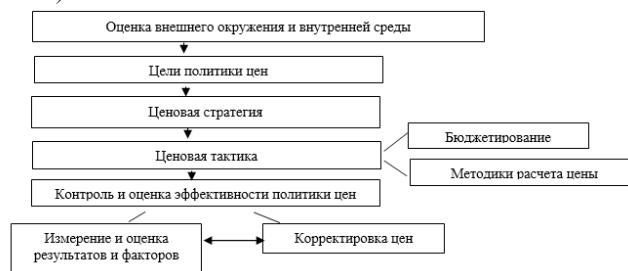 )
Оценка внешнего окружения и внутренней среды
Цели политики цен
Ценовая стратегия
Бюджетирование
Ценовая тактика
Методики расчета цены
Контроль и оценка эффективности политики цен
Измерение и оценка
результатов и факторов
Корректировка цен